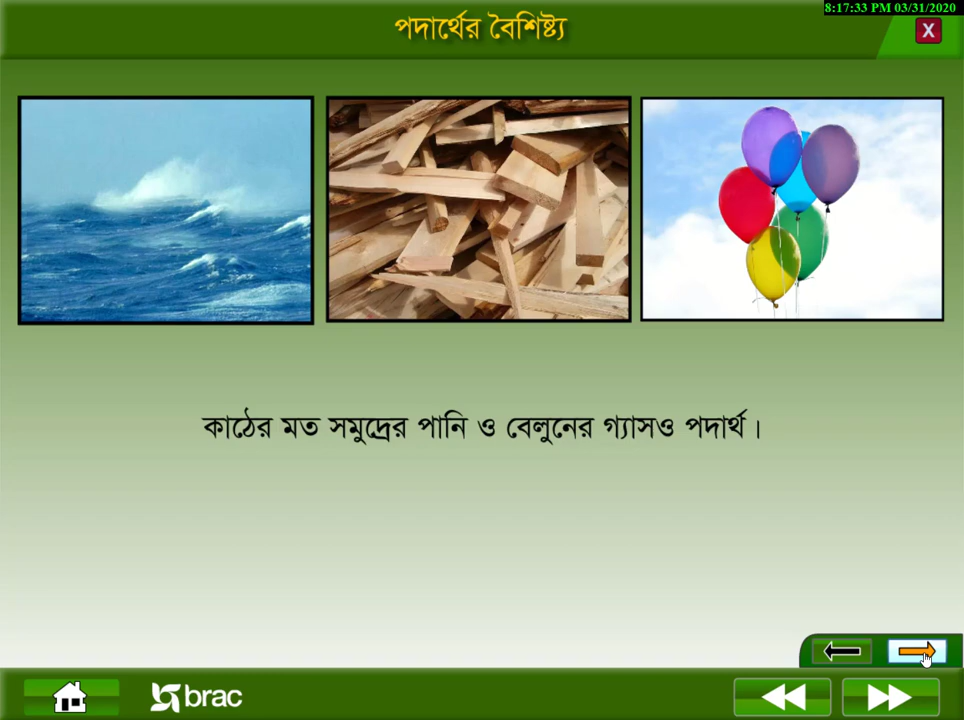 8:17:33 PM 03/31/2020
পদার্থের বৈশিষ্ট্য
X
কাঠের মত সমুদ্রের পানি ও বেলুনের গ্যাসও পদার্থ।
brac